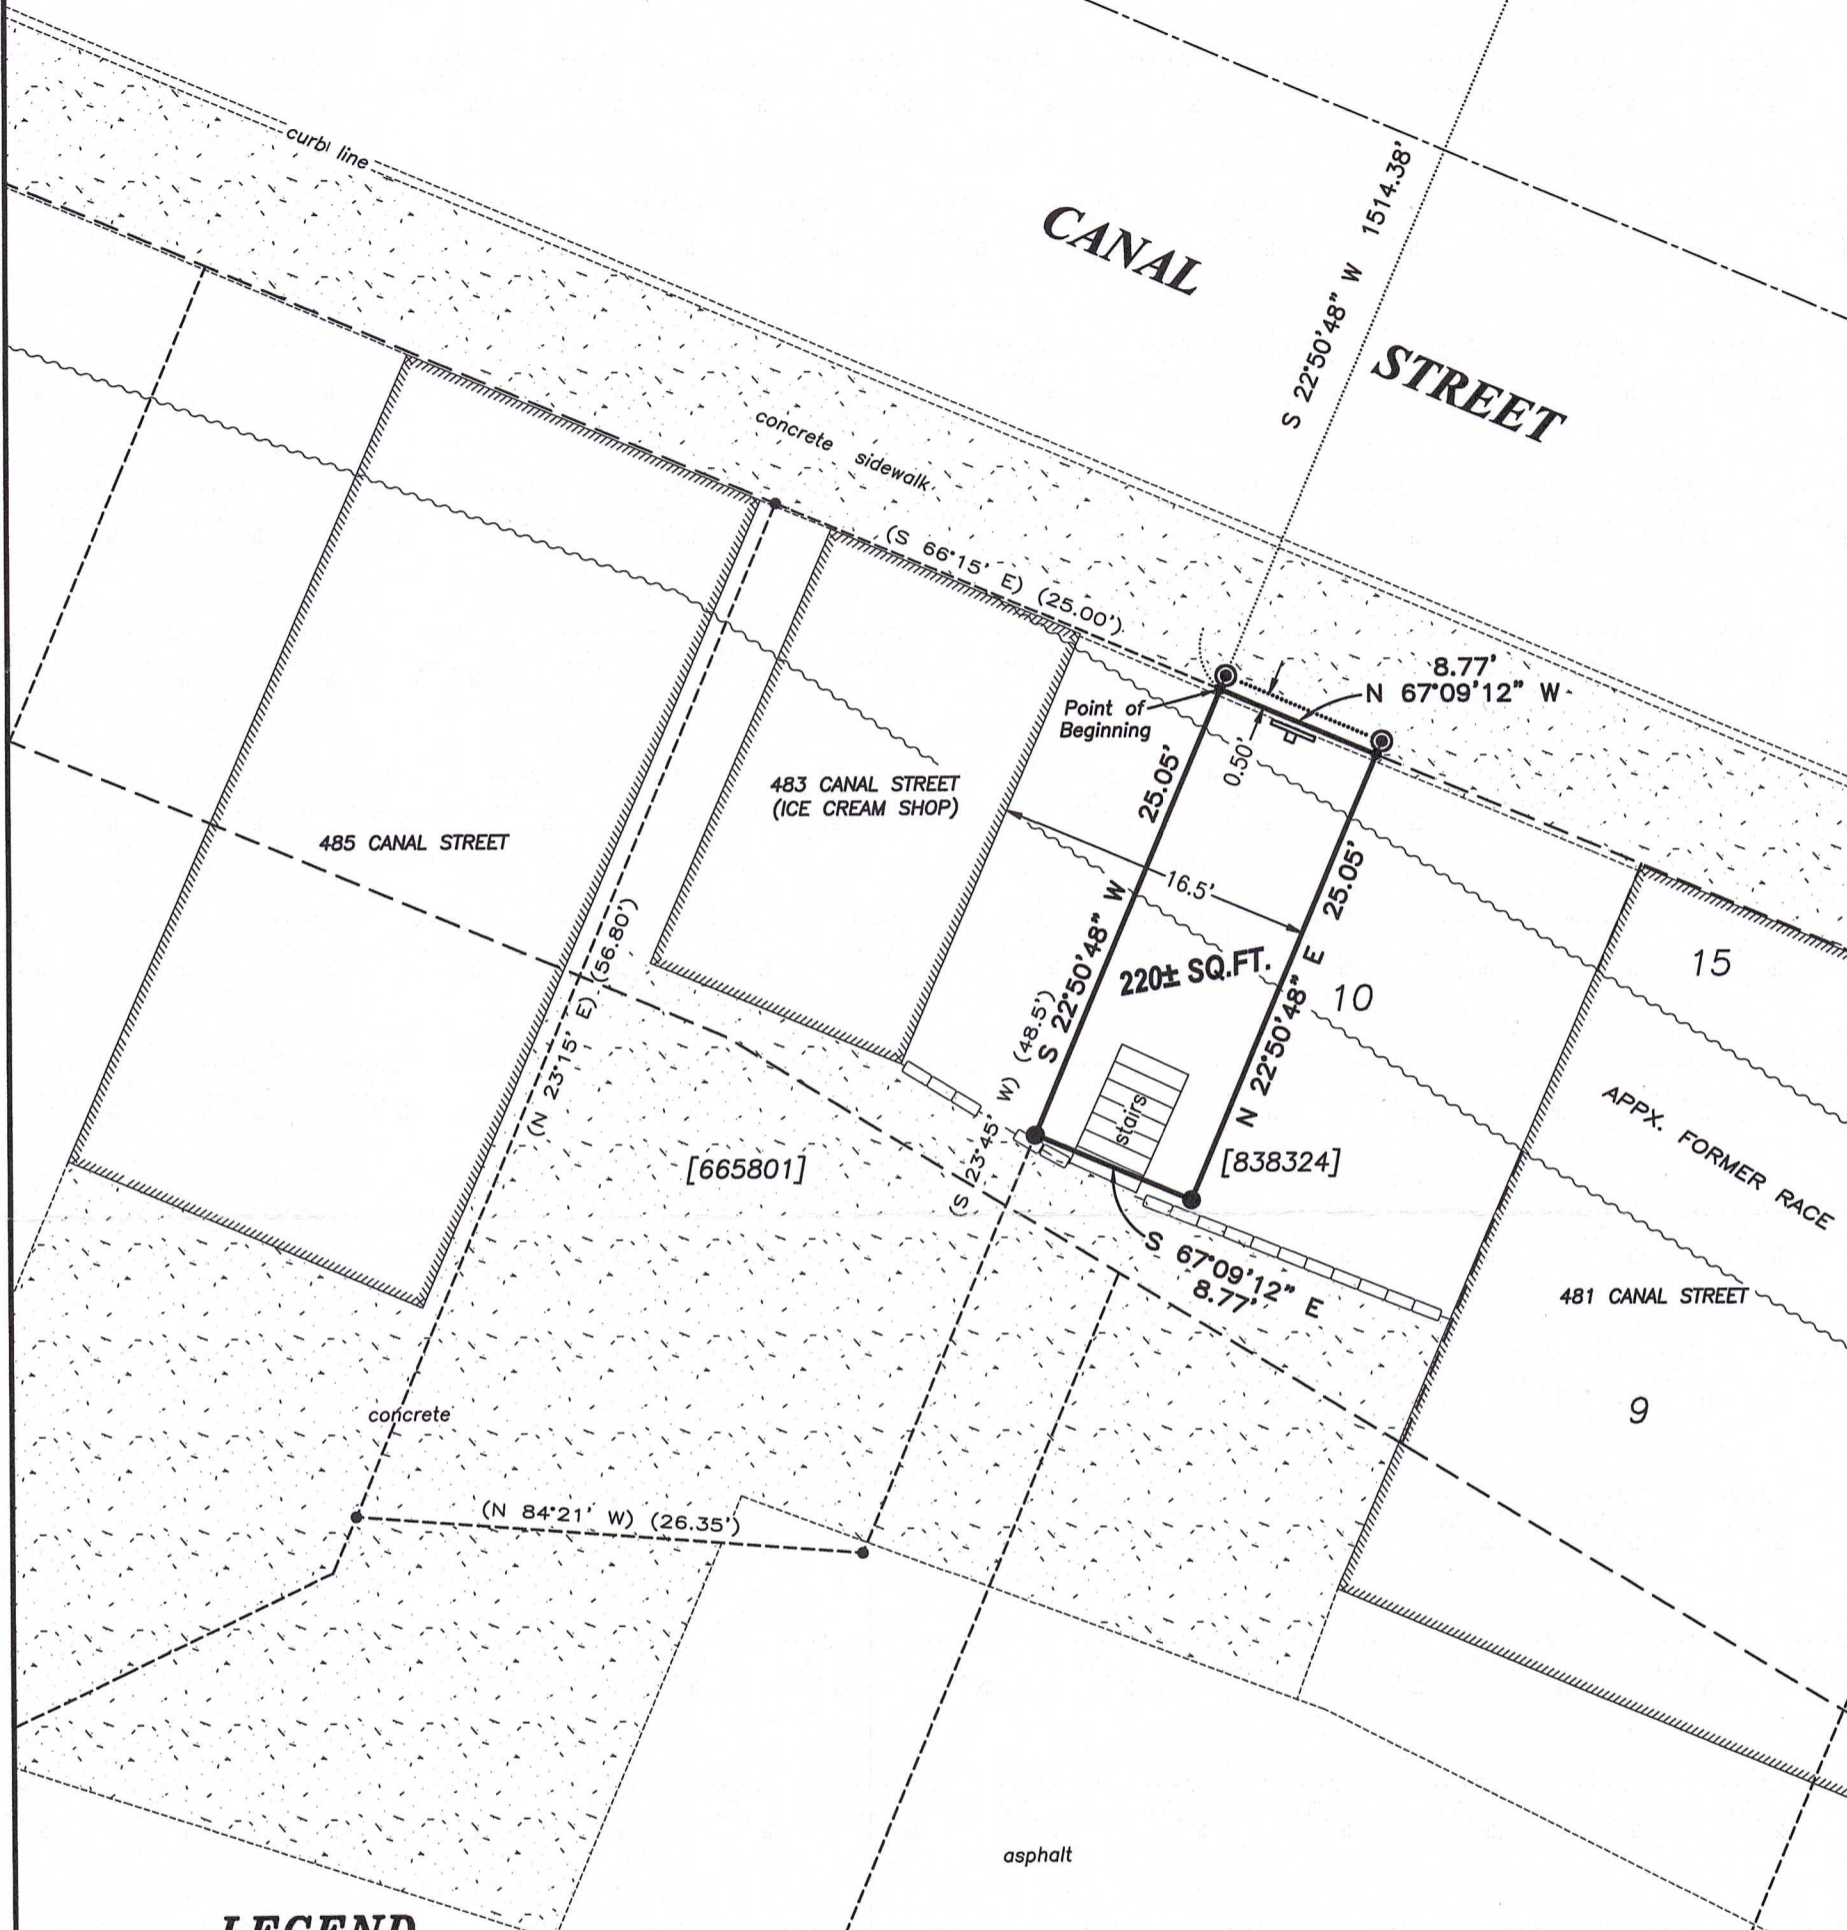 curb line
CANAL
STREET
S 22°50'48" W 1514.38'
concrete sidewalk
(S 66°15' E) (25.00')
8.77'
N 67°09'12" W
Point of
Beginning
0.50'
25.05'
S 22°50'48" W
16.5'
25.05'
N 22°50'48" E
220± SQ.FT.
483 CANAL STREET
(ICE CREAM SHOP)
485 CANAL STREET
(N 23°15' E) (56.80')
(S 23°45' W) (48.5')
10
15
stairs
[665801]
[838324]
S 67°09'12" E
8.77'
APPX. FORMER RACE
481 CANAL STREET
9
concrete
(N 84°21' W) (26.35')
asphalt
LEGEND